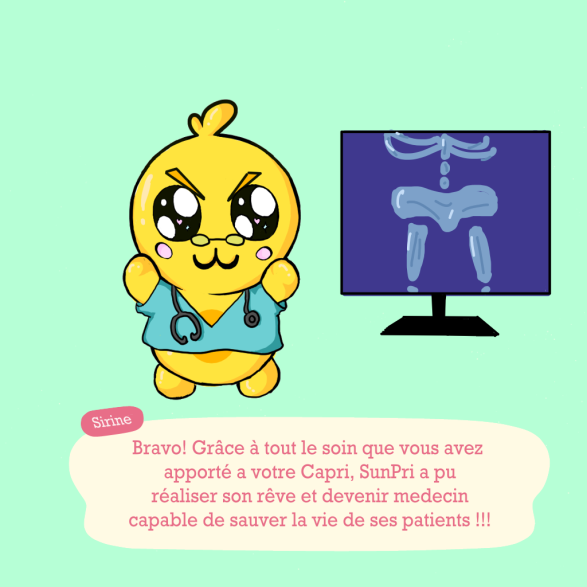 Sirine
Bravo! Grâce à tout le soin que vous avez
apporté a votre Capri, SunPri a pu
réaliser son rêve et devenir medecin
capable de sauver la vie de ses patients !!!